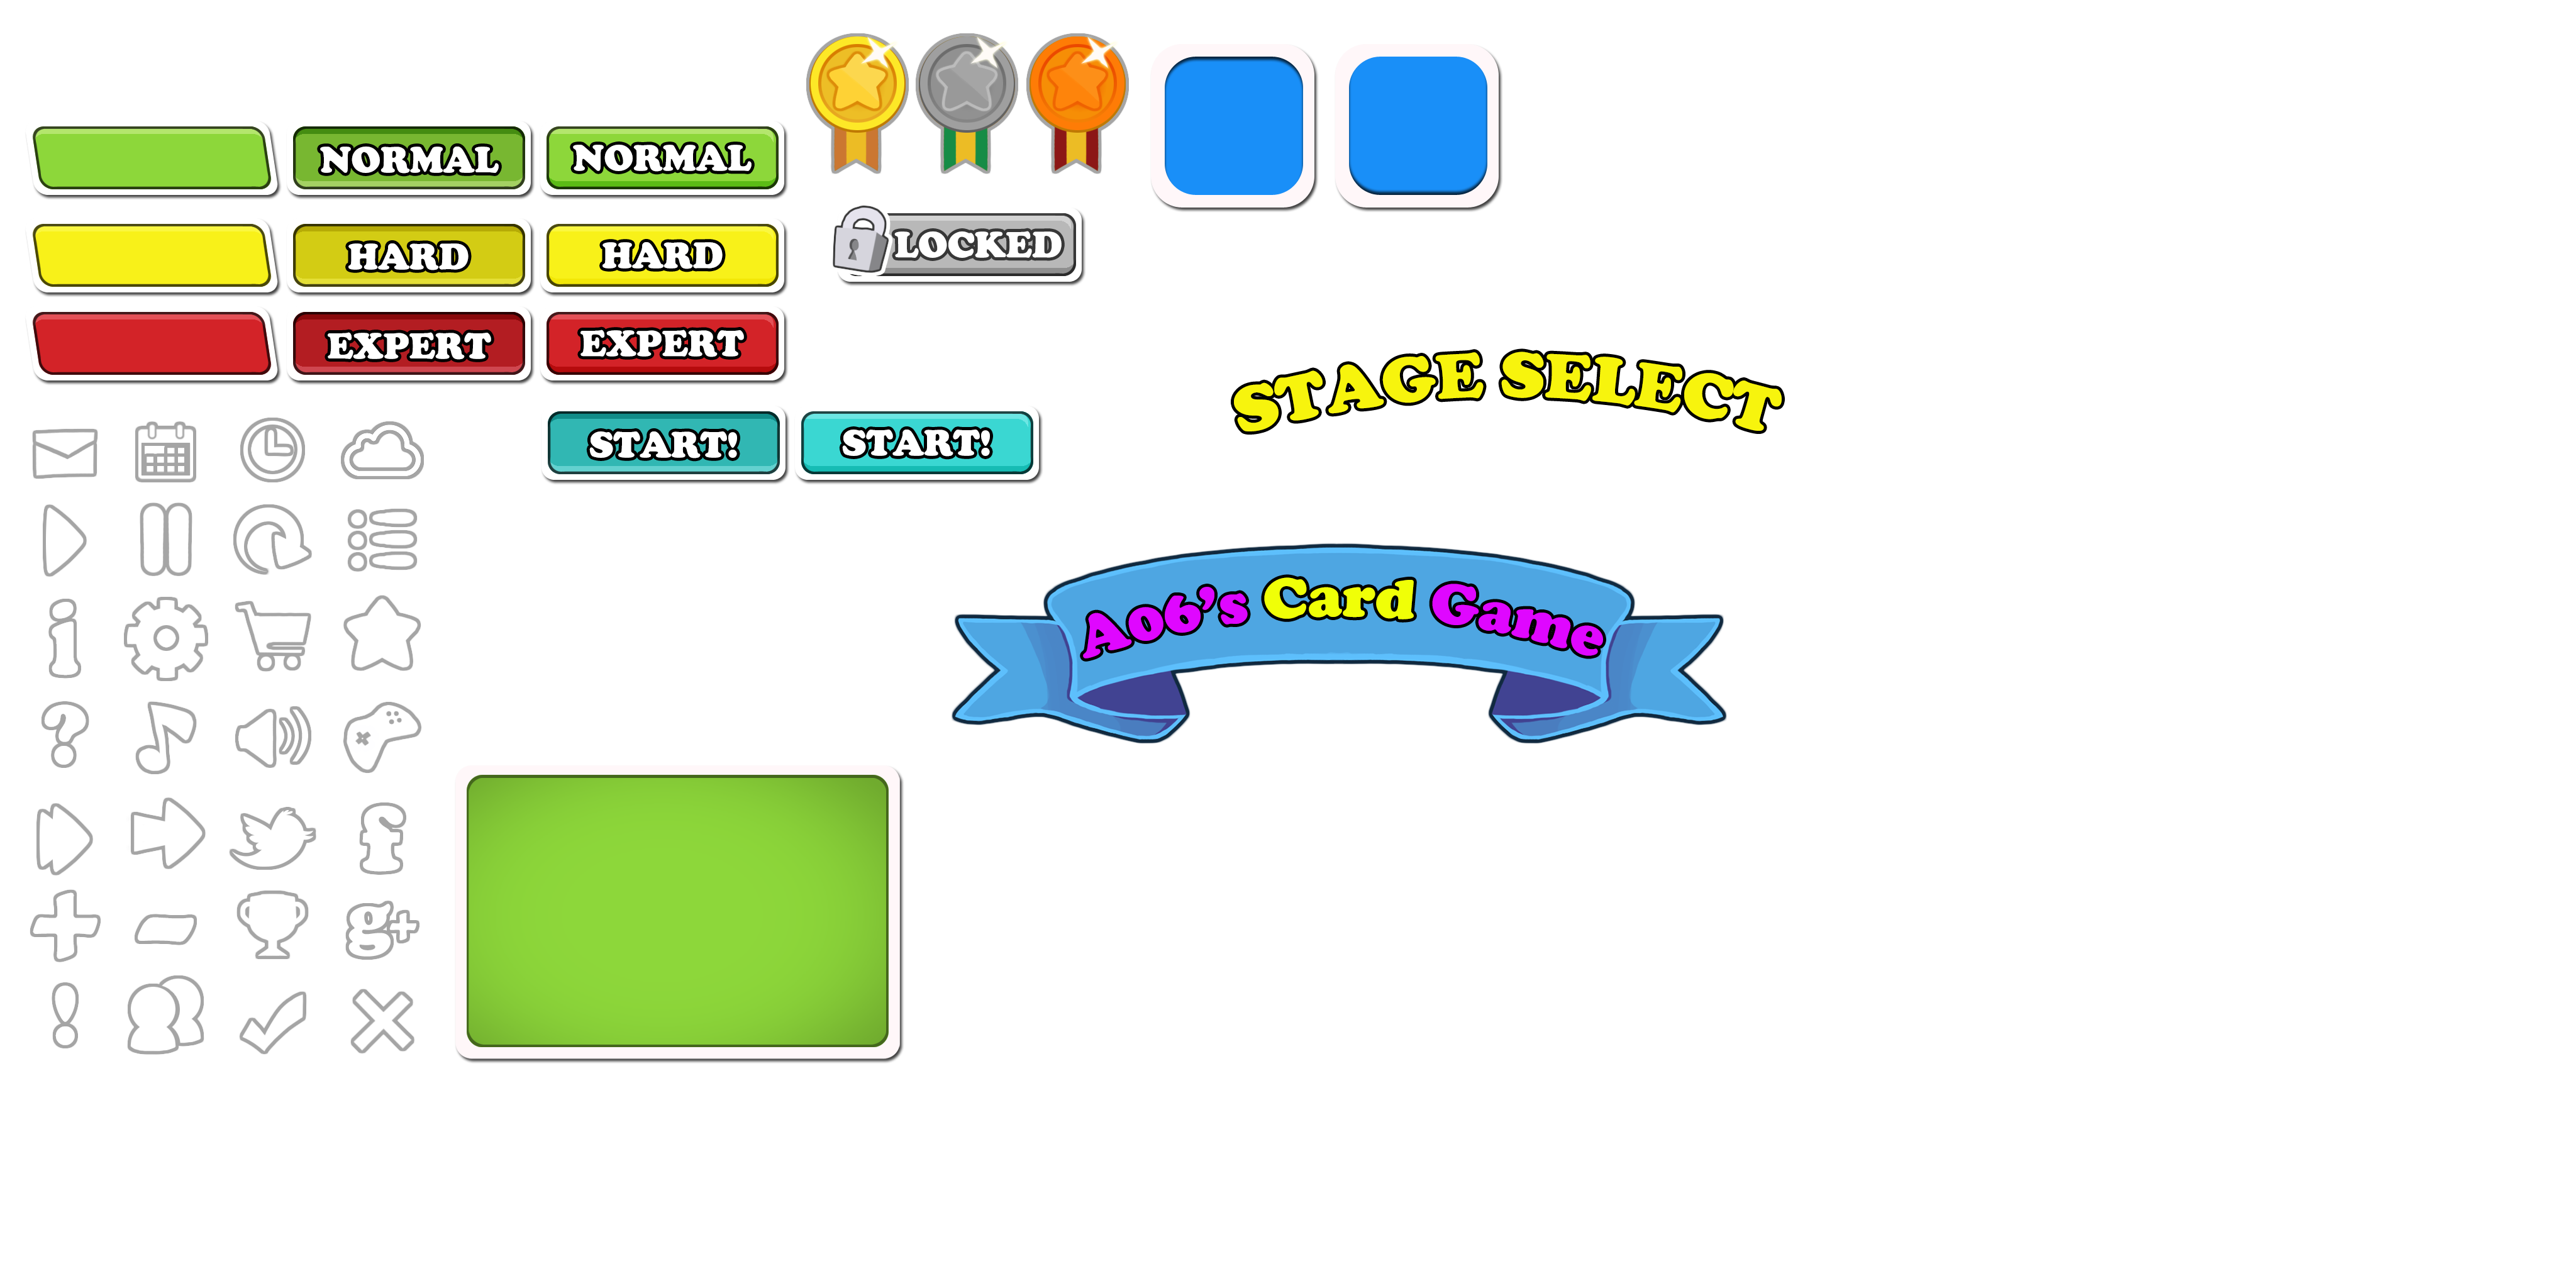 NORMAL
NORMAL
HARD
HARD
LOCKED
EXPERT
EXPERT
STAGE SELECT
START!
START!
A06's Card Game
i
?
f
g+
!